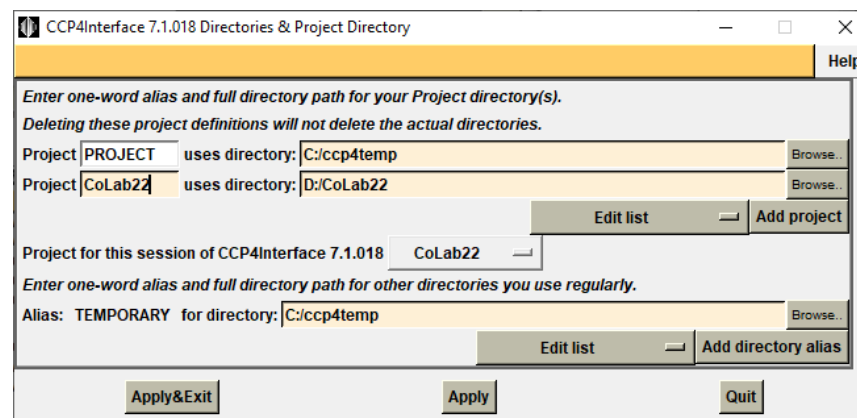 CCP4Interface 7.1.018 Directories & Project Directory
Help
Enter one-word alias and full directory path for your Project directory(s).
Deleting these project definitions will not delete the actual directories.
Project PROJECT uses directory: C:/ccp4temp Browse..
Project CoLab22 uses directory: D:/CoLab22 Browse..
Edit list Add project
Project for this session of CCP4Interface 7.1.018 CoLab22
Enter one-word alias and full directory path for other directories you use regularly.
Alias: TEMPORARY for directory: C:/ccp4temp Browse..
Edit list Add directory alias
Apply&Exit Apply Quit